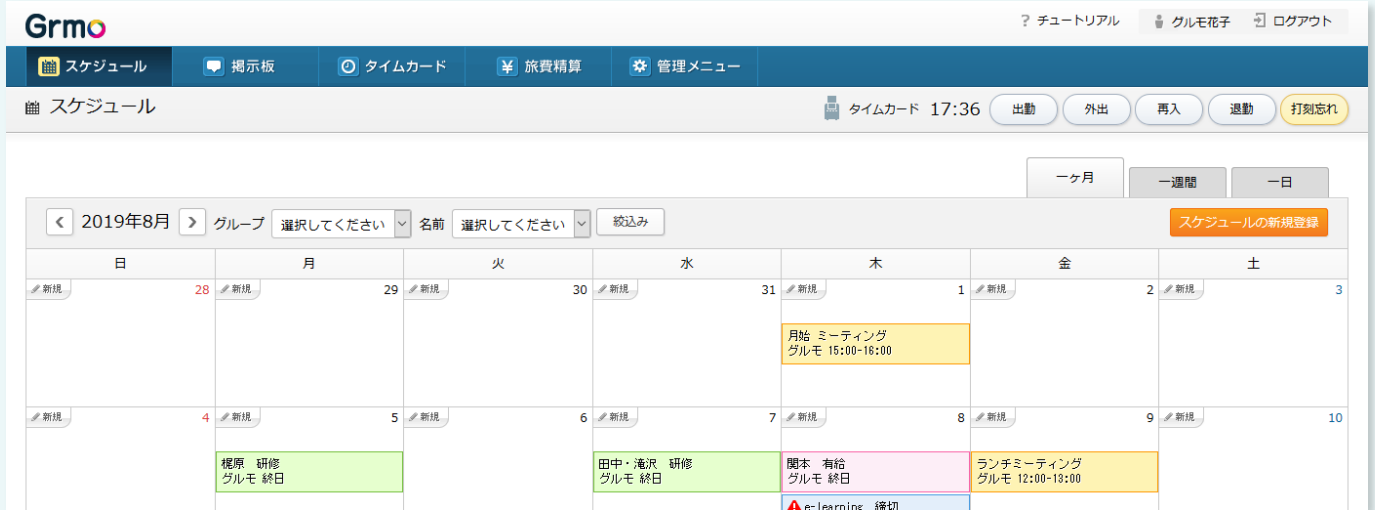 Grmo
? チュートリアル グルモ花子 ログアウト
スケジュール 掲示板 タイムカード 旅費精算 管理メニュー
スケジュール タイムカード 17:36 出勤 外出 再入 退勤 打刻忘れ
一ヶ月 一週間 一日
2019年8月 グループ 選択してください 名前 選択してください 絞込み スケジュールの新規登録
日 月 火 水 木 金 土
新規 28 新規 29 新規 30 新規 31 新規 1 新規 2 新規 3
月始 ミーティング
グルモ 15:00-16:00
新規 4 新規 5 新規 6 新規 7 新規 8 新規 9 新規 10
梶原 研修
グルモ 終日
田中・滝沢 研修
グルモ 終日
関本 有給
グルモ 終日
ランチミーティング
グルモ 12:00-13:00
e-learning 締切